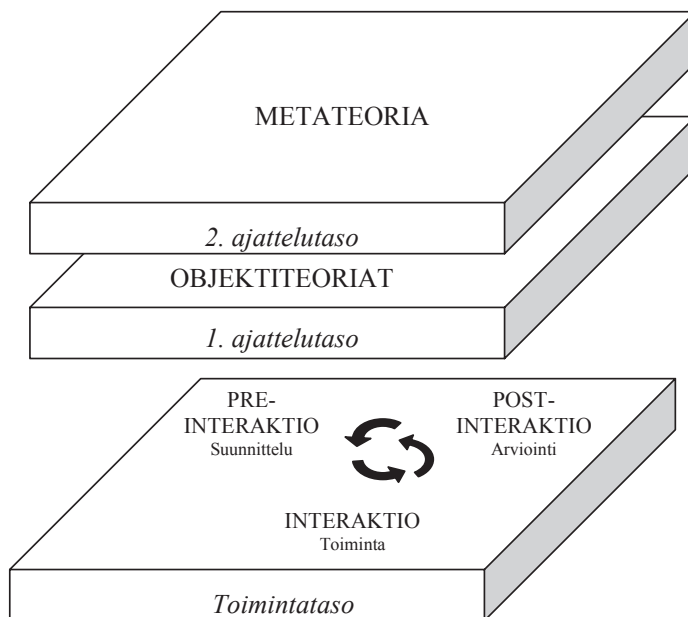 METATEORIA
2. ajattelutaso
OBJEKTITEORIAT
1. ajattelutaso
PRE-
INTERAKTIO
Suunnittelu
POST-
INTERAKTIO
Arviointi
INTERAKTIO
Toiminta
Toimintataso